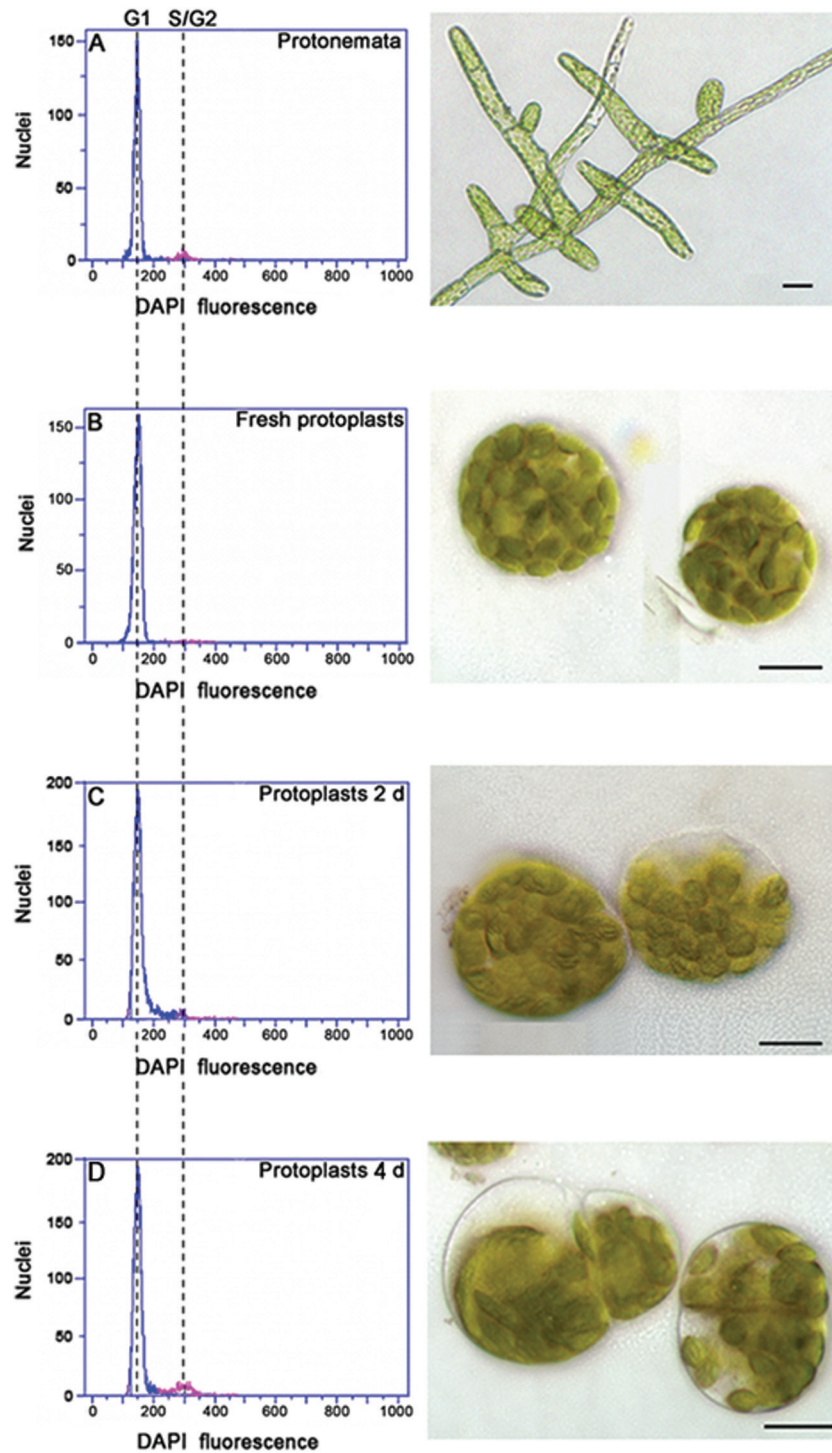 G1 S/G2
A Protonemata
150
100
50
0
Nuclei
0 200 400 600 800 1000
DAPI fluorescence
B Fresh protoplasts
150
100
50
0
Nuclei
0 200 400 600 800 1000
DAPI fluorescence
C Protoplasts 2 d
200
150
100
50
0
Nuclei
0 200 400 600 800 1000
DAPI fluorescence
D Protoplasts 4 d
200
150
100
50
0
Nuclei
0 200 400 600 800 1000
DAPI fluorescence